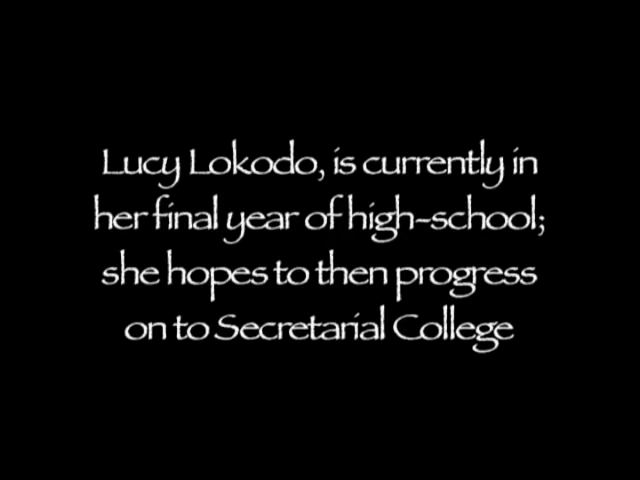 Lucy Lokodo, is currently in
her final year of high-school;
she hopes to then progress
on to Secretarial College